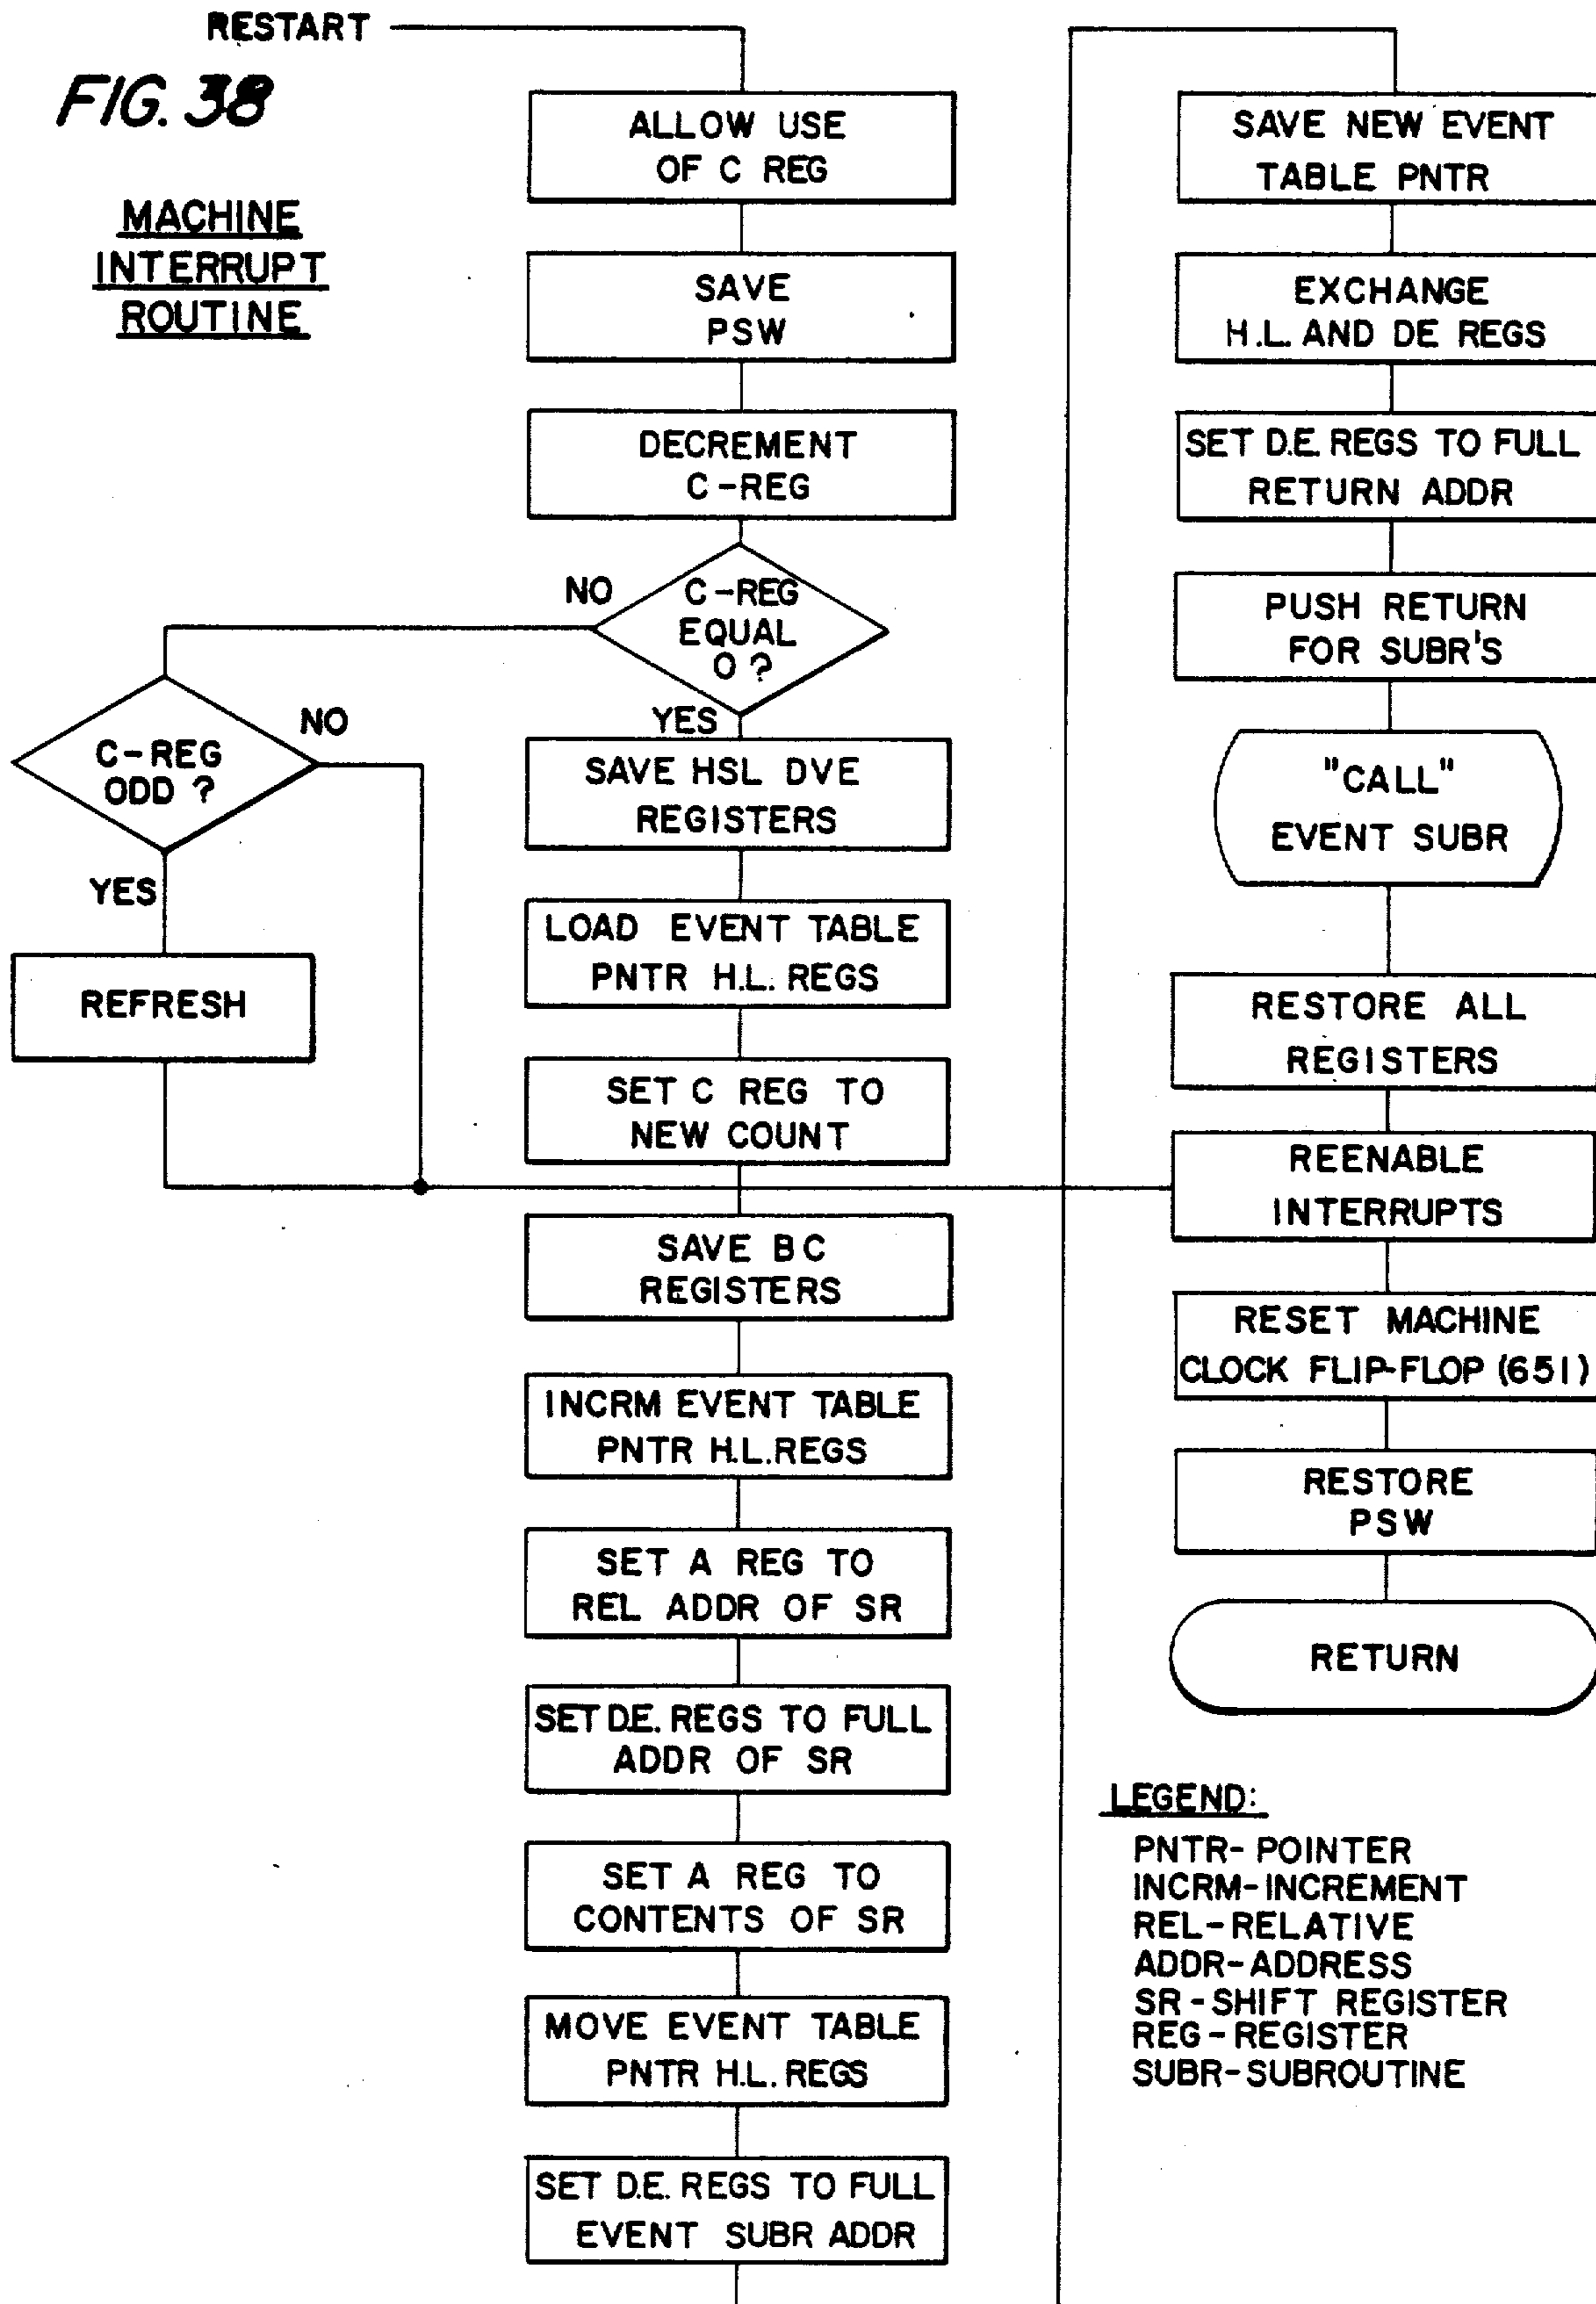 RESTART
FIG. 38
MACHINE
INTERRUPT
ROUTINE
ALLOW USE
OF C REG
SAVE
PSW
DECREMENT
C-REG
C-REG
EQUAL
0 ?
NO
YES
C-REG
ODD ?
NO
YES
REFRESH
SAVE HSL DVE
REGISTERS
LOAD EVENT TABLE
PNTR H.L. REGS
SET C REG TO
NEW COUNT
SAVE BC
REGISTERS
INCRM EVENT TABLE
PNTR H.L. REGS
SET A REG TO
REL ADDR OF SR
SET D.E. REGS TO FULL
ADDR OF SR
SET A REG TO
CONTENTS OF SR
MOVE EVENT TABLE
PNTR H.L. REGS
SET D.E. REGS TO FULL
EVENT SUBR ADDR
SAVE NEW EVENT
TABLE PNTR
EXCHANGE
H.L. AND DE REGS
SET D.E. REGS TO FULL
RETURN ADDR
PUSH RETURN
FOR SUBR'S
"CALL"
EVENT SUBR
RESTORE ALL
REGISTERS
REENABLE
INTERRUPTS
RESET MACHINE
CLOCK FLIP-FLOP (651)
RESTORE
PSW
RETURN
LEGEND:
PNTR-POINTER
INCRM-INCREMENT
REL-RELATIVE
ADDR-ADDRESS
SR-SHIFT REGISTER
REG-REGISTER
SUBR-SUBROUTINE